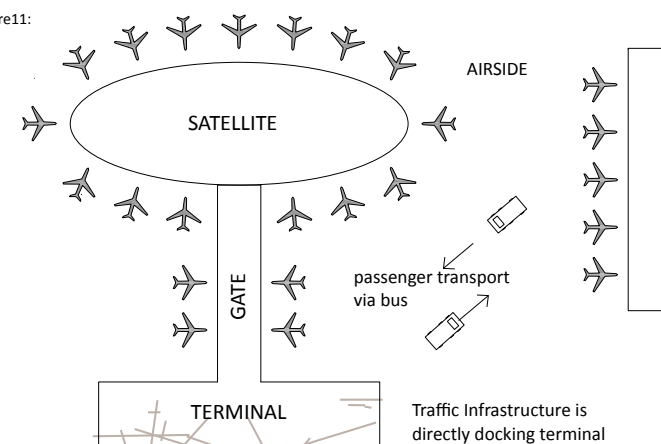 re11:
AIRSIDE
SATELLITE
passenger transport
via bus
GATE
TERMINAL
Traffic Infrastructure is
directly docking terminal